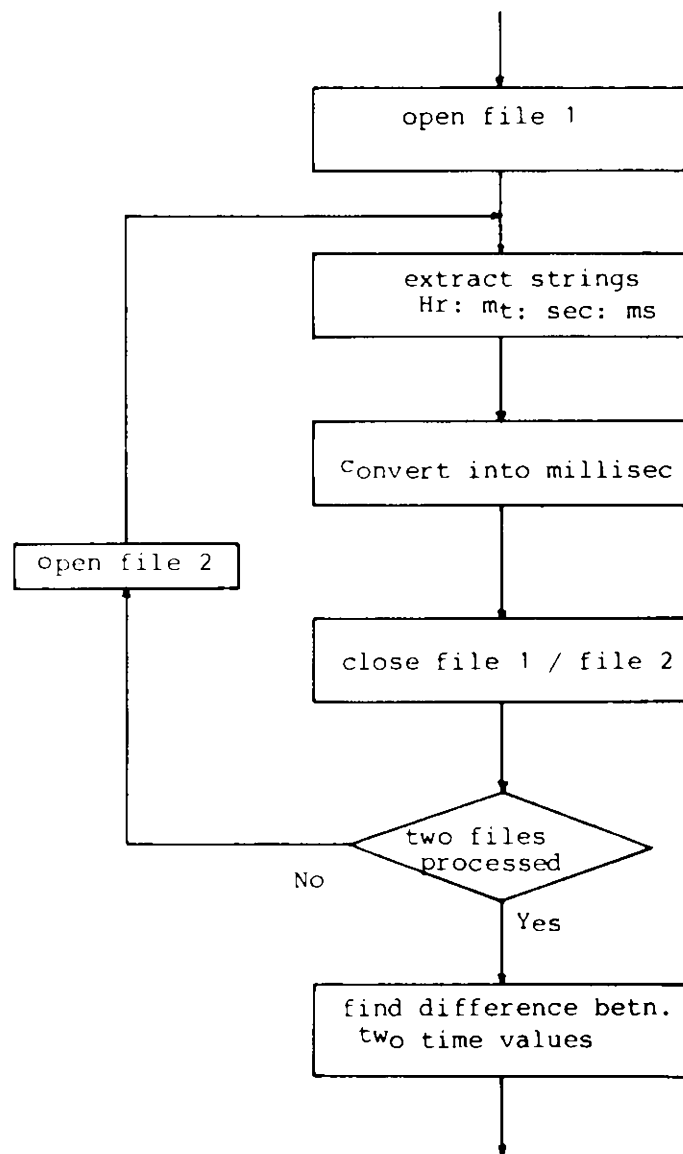 open file 1
extract strings
Hr: mt: sec: ms
Convert into millisec
open file 2
close file 1 / file 2
two files
processed
No
Yes
find difference betn.
two time values